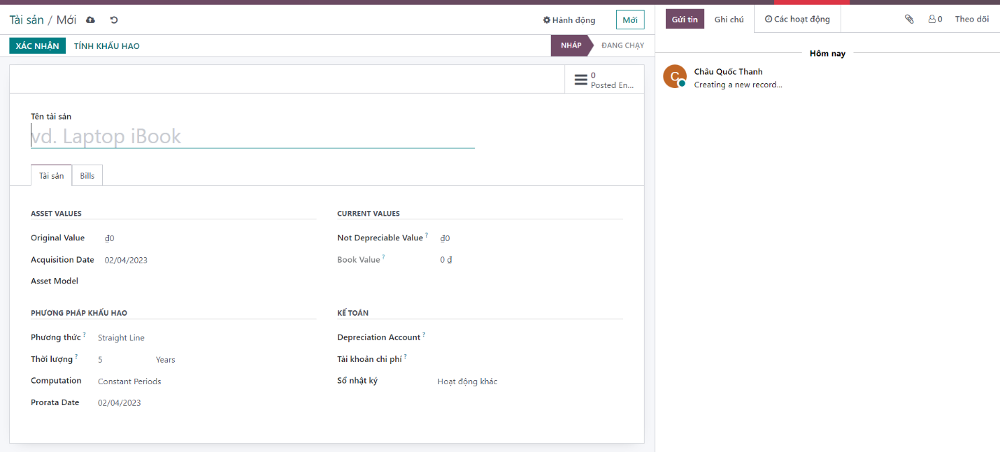 Tài sản / Mới
Hành động
Mới
XÁC NHẬN TÍNH KHẤU HAO
NHÁP
ĐANG CHẠY
0
Posted En...
Tên tài sản
vd. Laptop iBook
Tài sản
Bills
ASSET VALUES
Original Value ₫0
Acquisition Date 02/04/2023
Asset Model
CURRENT VALUES
Not Depreciable Value ? ₫0
Book Value ? 0 ₫
PHƯƠNG PHÁP KHẤU HAO
Phương thức ? Straight Line
Thời lượng ? 5 Years
Computation Constant Periods
Prorata Date 02/04/2023
KẾ TOÁN
Depreciation Account ?
Tài khoản chi phí ?
Sổ nhật ký Hoạt động khác
Gửi tin
Ghi chú
Các hoạt động
0
Theo dõi
Hôm nay
C
Châu Quốc Thanh
Creating a new record...